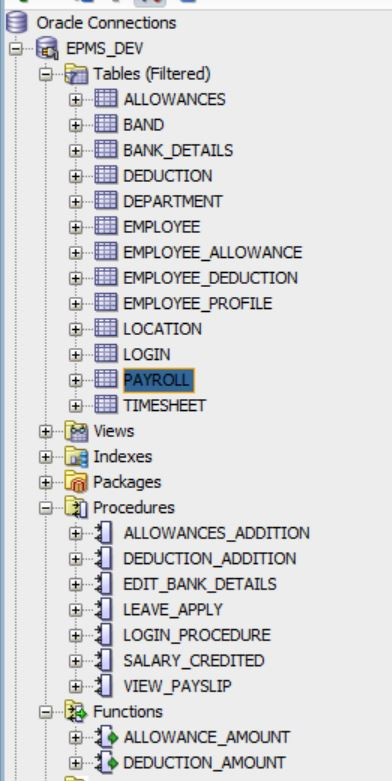 Oracle Connections
EPMS_DEV
Tables (Filtered)
ALLOWANCES
BAND
BANK_DETAILS
DEDUCTION
DEPARTMENT
EMPLOYEE
EMPLOYEE_ALLOWANCE
EMPLOYEE_DEDUCTION
EMPLOYEE_PROFILE
LOCATION
LOGIN
PAYROLL
TIMESHEET
Views
Indexes
Packages
Procedures
ALLOWANCES_ADDITION
DEDUCTION_ADDITION
EDIT_BANK_DETAILS
LEAVE_APPLY
LOGIN_PROCEDURE
SALARY_CREDITED
VIEW_PAYSLIP
Functions
ALLOWANCE_AMOUNT
DEDUCTION_AMOUNT